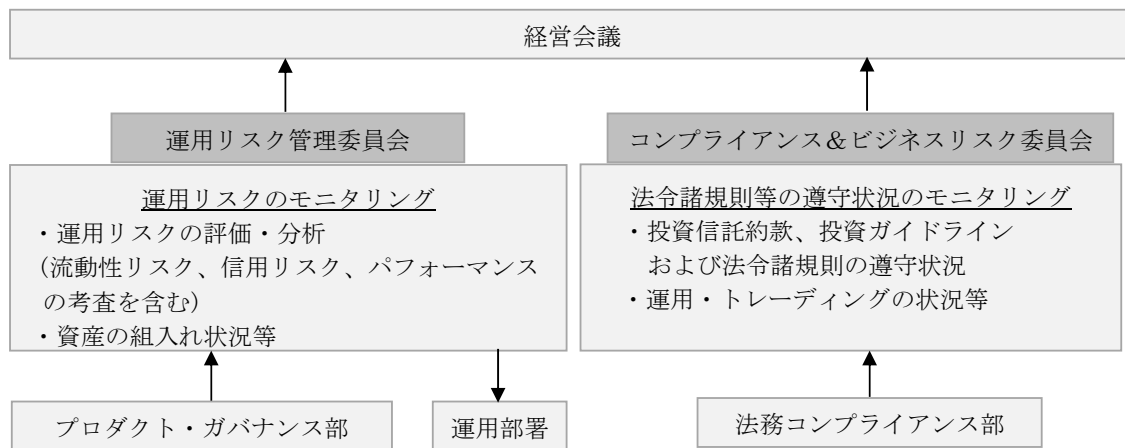 経営会議
運用リスク管理委員会
運用リスクのモニタリング
・運用リスクの評価・分析
(流動性リスク、信用リスク、パフォーマンス
の考査を含む)
・資産の組入れ状況等
プロダクト・ガバナンス部
運用部署
コンプライアンス＆ビジネスリスク委員会
法令諸規則等の遵守状況のモニタリング
・投資信託約款、投資ガイドライン
および法令諸規則の遵守状況
・運用・トレーディングの状況等
法務コンプライアンス部